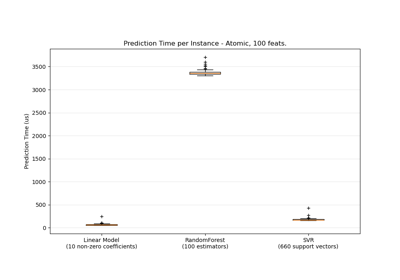 Prediction Time per Instance - Atomic, 100 feats.
Prediction Time (us)
3500
3000
2500
2000
1500
1000
500
0
Linear Model
(10 non-zero coefficients)
RandomForest
(100 estimators)
SVR
(660 support vectors)